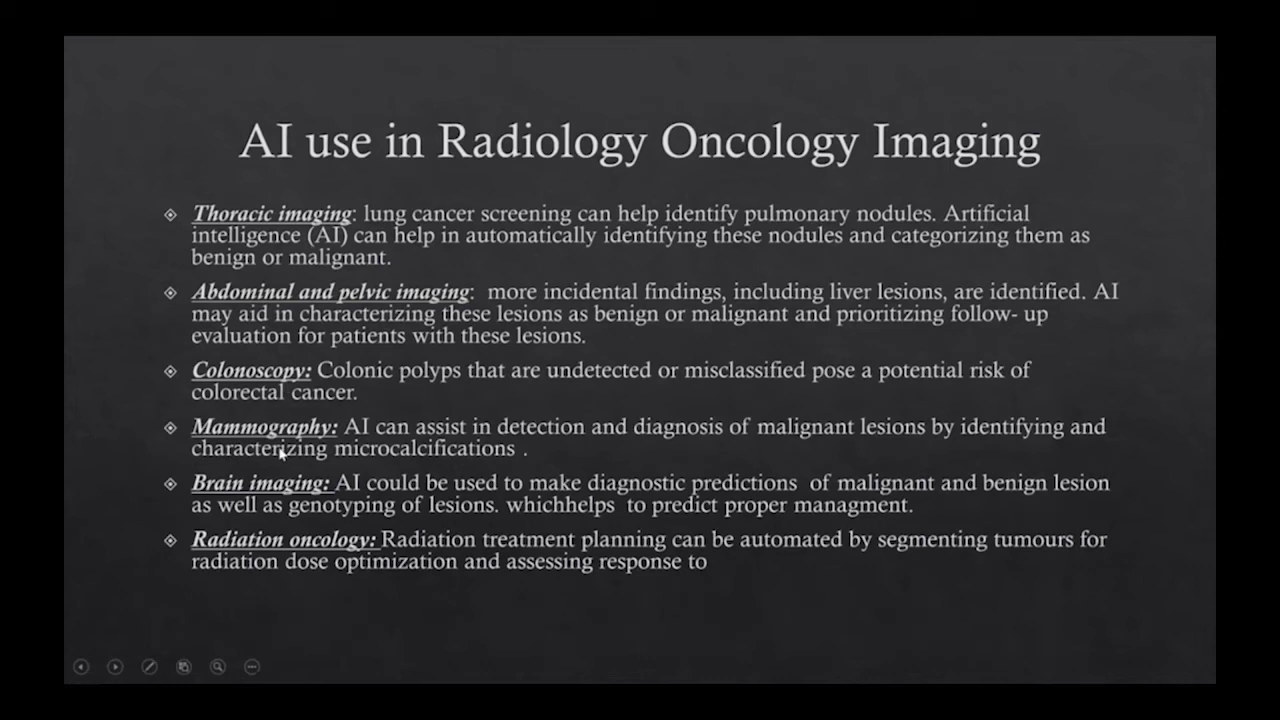 AI use in Radiology Oncology Imaging
Thoracic imaging: lung cancer screening can help identify pulmonary nodules. Artificial
intelligence (AI) can help in automatically identifying these nodules and categorizing them as
benign or malignant.
Abdominal and pelvic imaging: more incidental findings, including liver lesions, are identified. AI
may aid in characterizing these lesions as benign or malignant and prioritizing follow- up
evaluation for patients with these lesions.
Colonoscopy: Colonic polyps that are undetected or misclassified pose a potential risk of
colorectal cancer.
Mammography: AI can assist in detection and diagnosis of malignant lesions by identifying and
characterizing microcalcifications .
Brain imaging: AI could be used to make diagnostic predictions of malignant and benign lesion
as well as genotyping of lesions. whichhelps to predict proper managment.
Radiation oncology: Radiation treatment planning can be automated by segmenting tumours for
radiation dose optimization and assessing response to